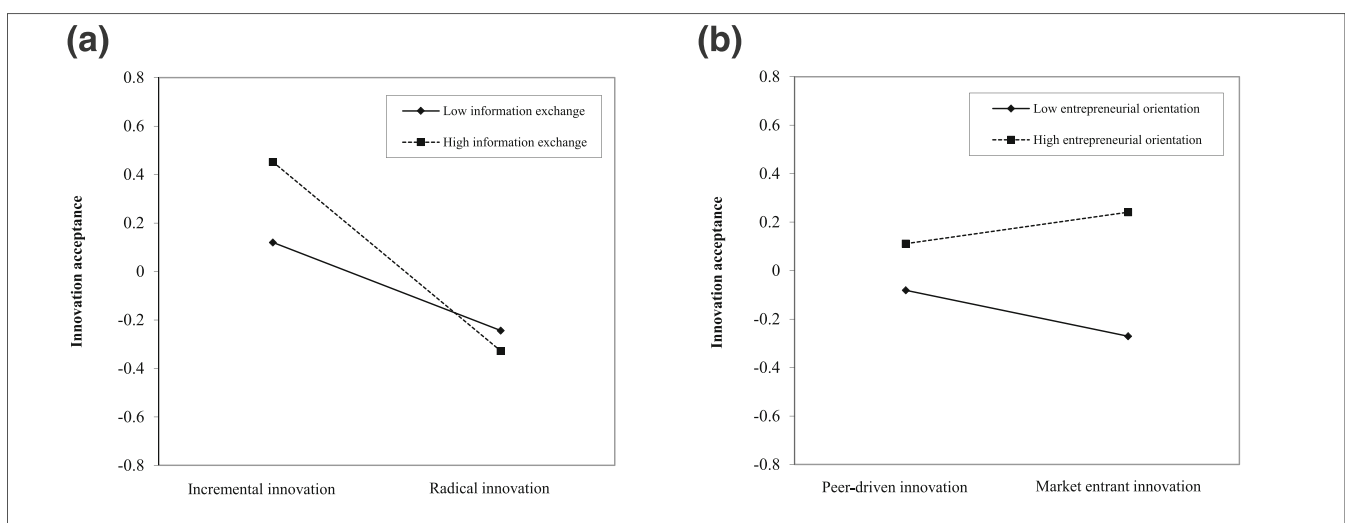 (a)
Innovation acceptance
0.8
0.6
0.4
0.2
0
-0.2
-0.4
-0.6
-0.8
Low information exchange
High information exchange
Incremental innovation
Radical innovation
(b)
Innovation acceptance
0.8
0.6
0.4
0.2
0
-0.2
-0.4
-0.6
-0.8
Low entrepreneurial orientation
High entrepreneurial orientation
Peer-driven innovation
Market entrant innovation